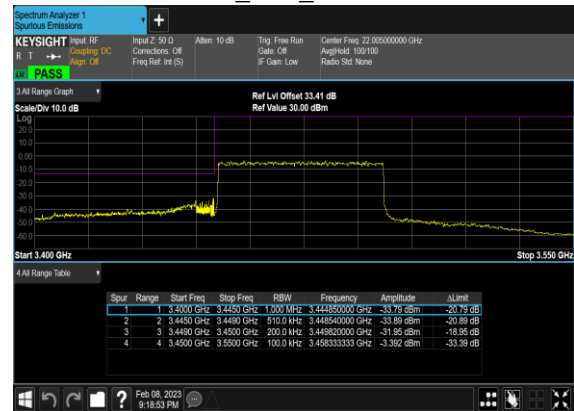 Spectrum Analyzer 1
Spurious Emissions
KEYSIGHT Input: RF Input Z: 50 Ω Atten: 10 dB Trig: Free Run Center Freq: 22.005000000 GHz
Coupling: DC Corrections: Off Gate: Off Avg|Hold: 100/100
R T Align: Off Freq Ref: Int (S) IF Gain: Low Radio Std: None
PASS
3 All Range Graph
Ref Lvl Offset 33.41 dB
Scale/Div 10.0 dB Ref Value 30.00 dBm
Log
20.0
10.0
0.00
-10.0
-20.0
-30.0
-40.0
-50.0
-60.0
Start 3.400 GHz Stop 3.550 GHz
4 All Range Table
Spur Range Start Freq Stop Freq RBW Frequency Amplitude ΔLimit
1 1 3.4000 GHz 3.4450 GHz 1.000 MHz 3.444850000 GHz -33.79 dBm -20.79 dB
2 2 3.4450 GHz 3.4490 GHz 510.0 kHz 3.448540000 GHz -33.89 dBm -20.89 dB
3 3 3.4490 GHz 3.4500 GHz 200.0 kHz 3.449820000 GHz -31.95 dBm -18.95 dB
4 4 3.4500 GHz 3.5500 GHz 100.0 kHz 3.458333333 GHz -3.392 dBm -33.39 dB
? Feb 08, 2023
9:18:53 PM